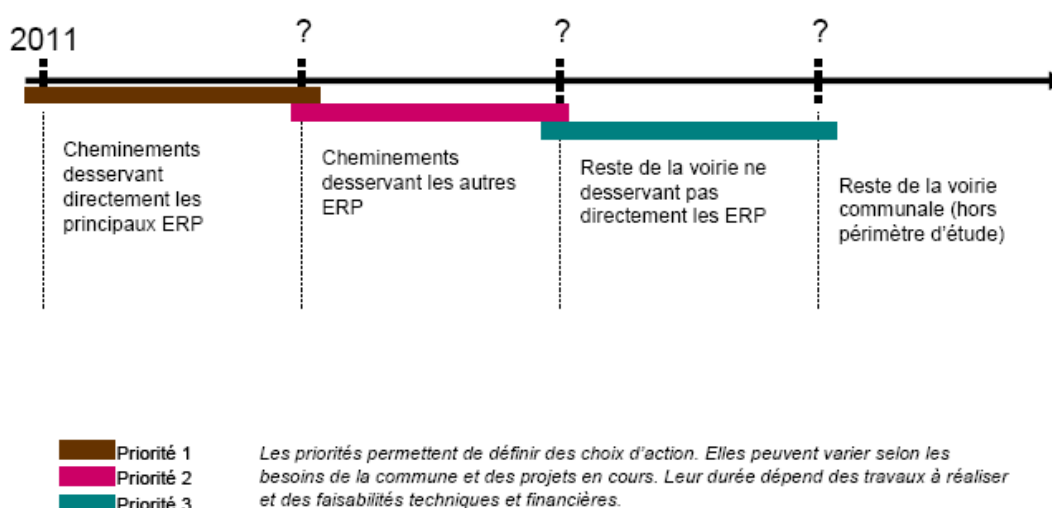 2011
?
?
?
Cheminements
desservant
directement les
principaux ERP
Cheminements
desservant les autres
ERP
Reste de la voirie ne
desservant pas
directement les ERP
Reste de la voirie
communale (hors
périmètre d'étude)
Priorité 1
Priorité 2
Priorité 3
Les priorités permettent de définir des choix d'action. Elles peuvent varier selon les
besoins de la commune et des projets en cours. Leur durée dépend des travaux à réaliser
et des faisabilités techniques et financières.